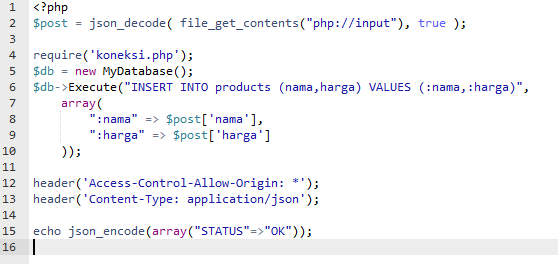 1 <?php
2 $post = json_decode( file_get_contents("php://input"), true );
3
4 require('koneksi.php');
5 $db = new MyDatabase();
6 $db->Execute("INSERT INTO products (nama,harga) VALUES (:nama,:harga)",
7     array(
8         ":nama" => $post['nama'],
9         ":harga" => $post['harga']
10     ));
11
12 header('Access-Control-Allow-Origin: *');
13 header('Content-Type: application/json');
14
15 echo json_encode(array("STATUS"=>"OK"));
16